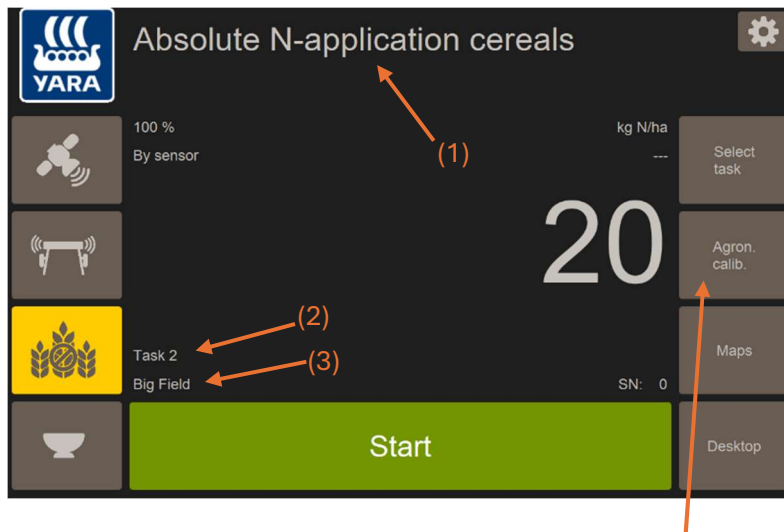 YARA
Absolute N-application cereals
(1)
100 %
kg N/ha
By sensor
---
Select
task
20
Agron.
calib.
(2)
Task 2
(3)
Big Field
SN: 0
Maps
Start
Desktop